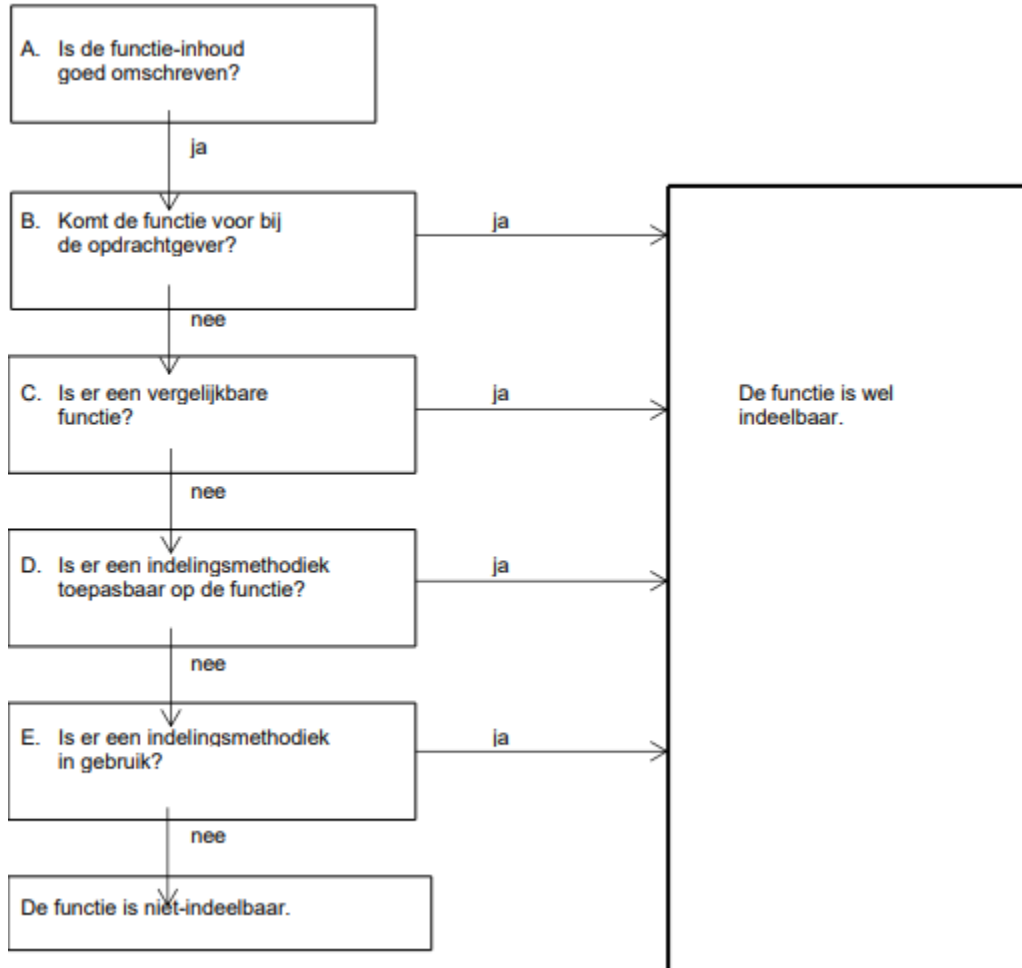 A. Is de functie-inhoud
goed omschreven?
ja
B. Komt de functie voor bij
de opdrachtgever?
ja
nee
C. Is er een vergelijkbare
functie?
ja
De functie is wel
indeelbaar.
nee
D. Is er een indelingsmethodiek
toepasbaar op de functie?
ja
nee
E. Is er een indelingsmethodiek
in gebruik?
ja
nee
De functie is niet-indeelbaar.